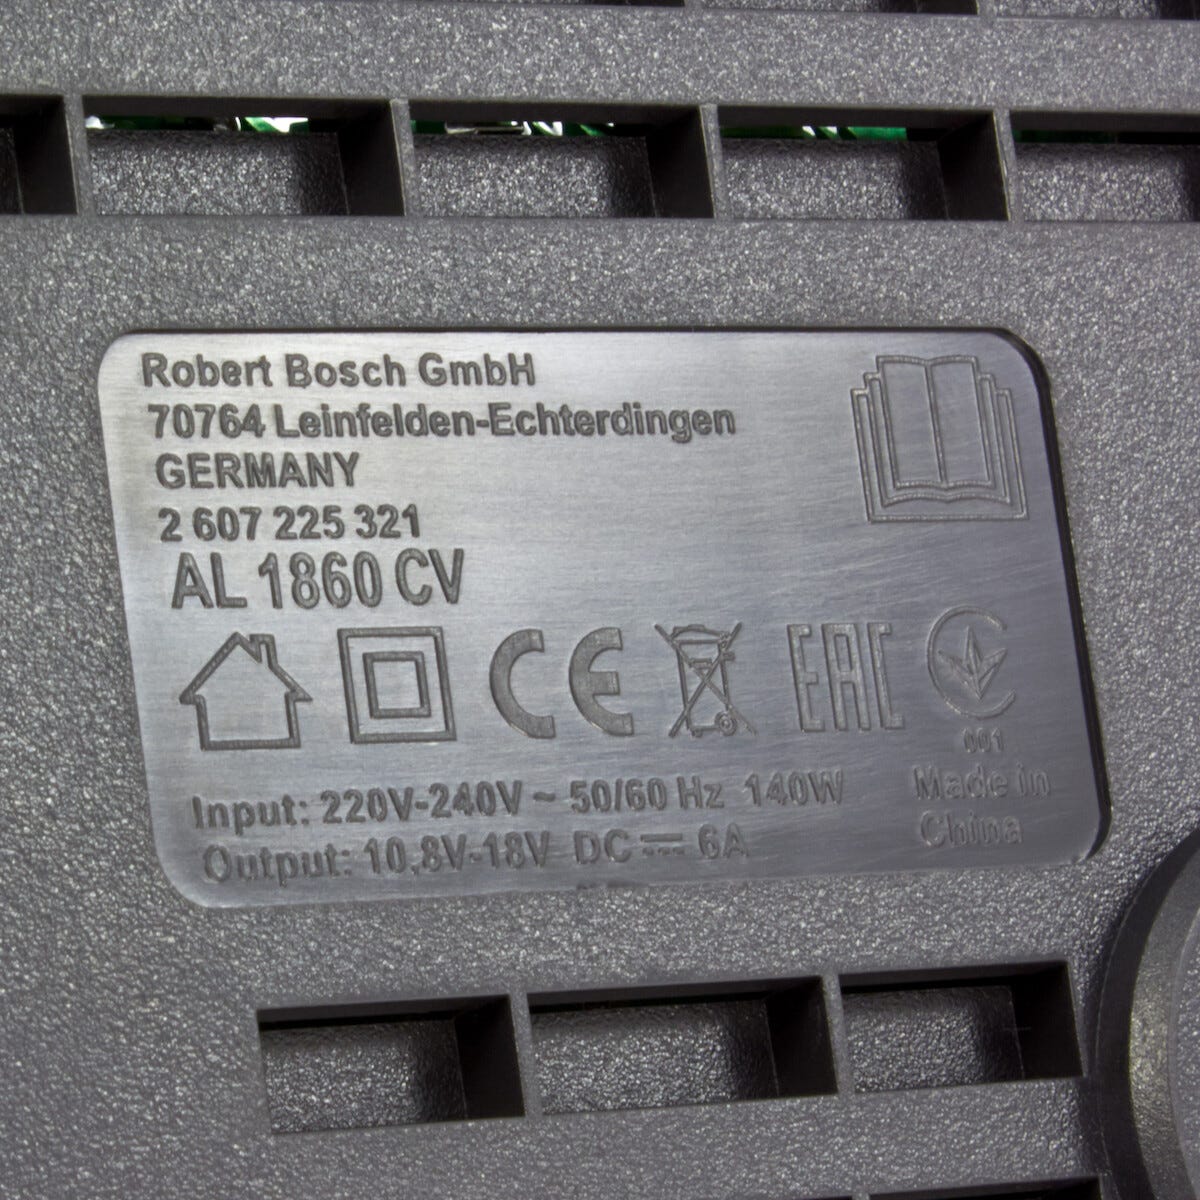 Robert Bosch GmbH
70764 Leinfelden-Echterdingen
GERMANY
2 607 225 321
AL 1860 CV
CE EAC
001
Input: 220V-240V ~ 50/60 Hz 140W
Output: 10,8V-18V DC ⎓ 6A
Made in
China